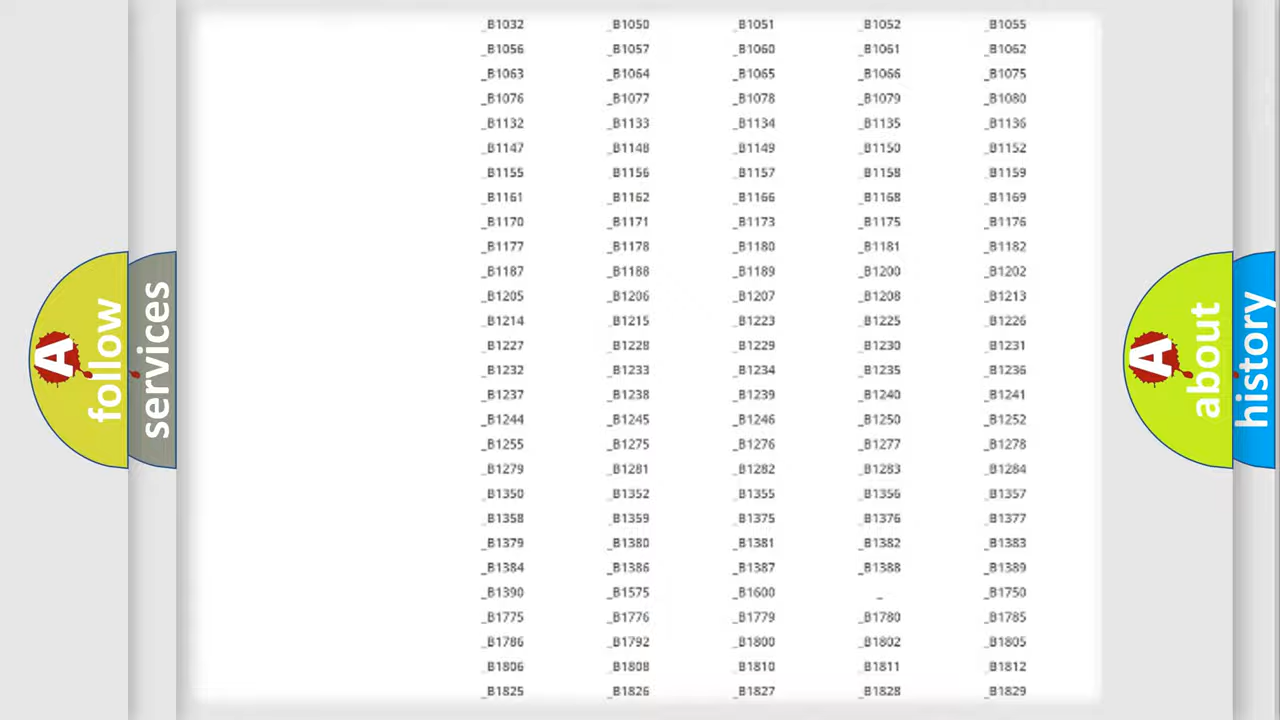 _B1032 _B1050 _B1051 _B1052 _B1055
_B1056 _B1057 _B1060 _B1061 _B1062
_B1063 _B1064 _B1065 _B1066 _B1075
_B1076 _B1077 _B1078 _B1079 _B1080
_B1132 _B1133 _B1134 _B1135 _B1136
_B1147 _B1148 _B1149 _B1150 _B1152
_B1155 _B1156 _B1157 _B1158 _B1159
_B1161 _B1162 _B1166 _B1168 _B1169
_B1170 _B1171 _B1173 _B1175 _B1176
_B1177 _B1178 _B1180 _B1181 _B1182
_B1187 _B1188 _B1189 _B1200 _B1202
_B1205 _B1206 _B1207 _B1208 _B1213
_B1214 _B1215 _B1223 _B1225 _B1226
_B1227 _B1228 _B1229 _B1230 _B1231
_B1232 _B1233 _B1234 _B1235 _B1236
_B1237 _B1238 _B1239 _B1240 _B1241
_B1244 _B1245 _B1246 _B1250 _B1252
_B1255 _B1275 _B1276 _B1277 _B1278
_B1279 _B1281 _B1282 _B1283 _B1284
_B1350 _B1352 _B1355 _B1356 _B1357
_B1358 _B1359 _B1375 _B1376 _B1377
_B1379 _B1380 _B1381 _B1382 _B1383
_B1384 _B1386 _B1387 _B1388 _B1389
_B1390 _B1575 _B1600 _ _B1750
_B1775 _B1776 _B1779 _B1780 _B1785
_B1786 _B1792 _B1800 _B1802 _B1805
_B1806 _B1808 _B1810 _B1811 _B1812
_B1825 _B1826 _B1827 _B1828 _B1829
A
follow
services
A
about
history